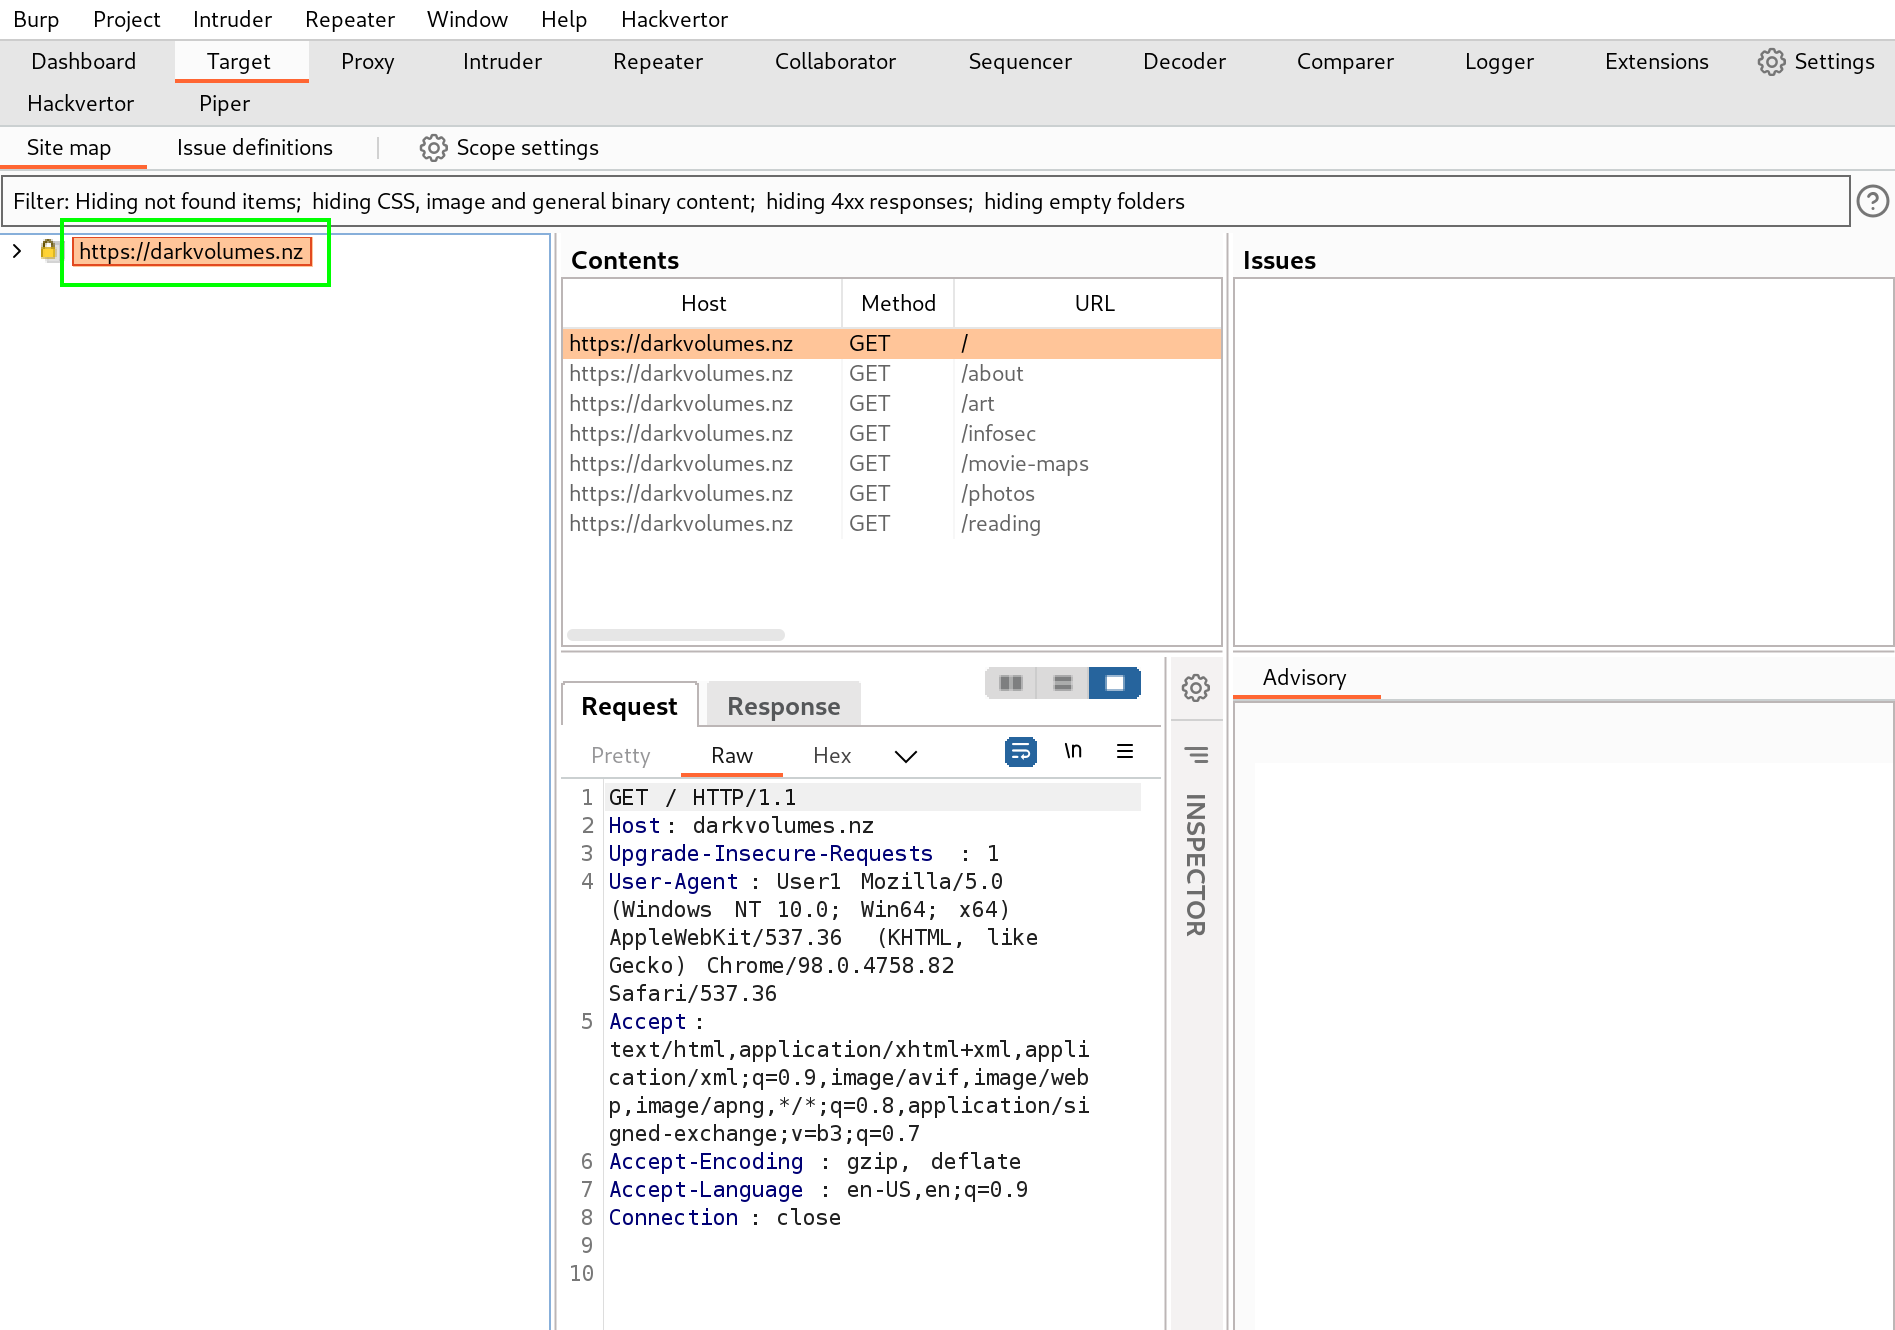 Burp Project Intruder Repeater Window Help Hackvertor
Dashboard Target Proxy Intruder Repeater Collaborator Sequencer Decoder Comparer Logger Extensions Settings
Hackvertor Piper
Site map Issue definitions Scope settings
Filter: Hiding not found items; hiding CSS, image and general binary content; hiding 4xx responses; hiding empty folders ?
https://darkvolumes.nz
Contents
Host Method URL
https://darkvolumes.nz GET /
https://darkvolumes.nz GET /about
https://darkvolumes.nz GET /art
https://darkvolumes.nz GET /infosec
https://darkvolumes.nz GET /movie-maps
https://darkvolumes.nz GET /photos
https://darkvolumes.nz GET /reading
Request Response
Pretty Raw Hex \n
1 GET / HTTP/1.1
2 Host: darkvolumes.nz
3 Upgrade-Insecure-Requests : 1
4 User-Agent : User1 Mozilla/5.0
(Windows NT 10.0; Win64; x64)
AppleWebKit/537.36 (KHTML, like
Gecko) Chrome/98.0.4758.82
Safari/537.36
5 Accept :
text/html,application/xhtml+xml,appli
cation/xml;q=0.9,image/avif,image/web
p,image/apng,*/*;q=0.8,application/si
gned-exchange;v=b3;q=0.7
6 Accept-Encoding : gzip, deflate
7 Accept-Language : en-US,en;q=0.9
8 Connection : close
9
10
INSPECTOR
Issues
Advisory